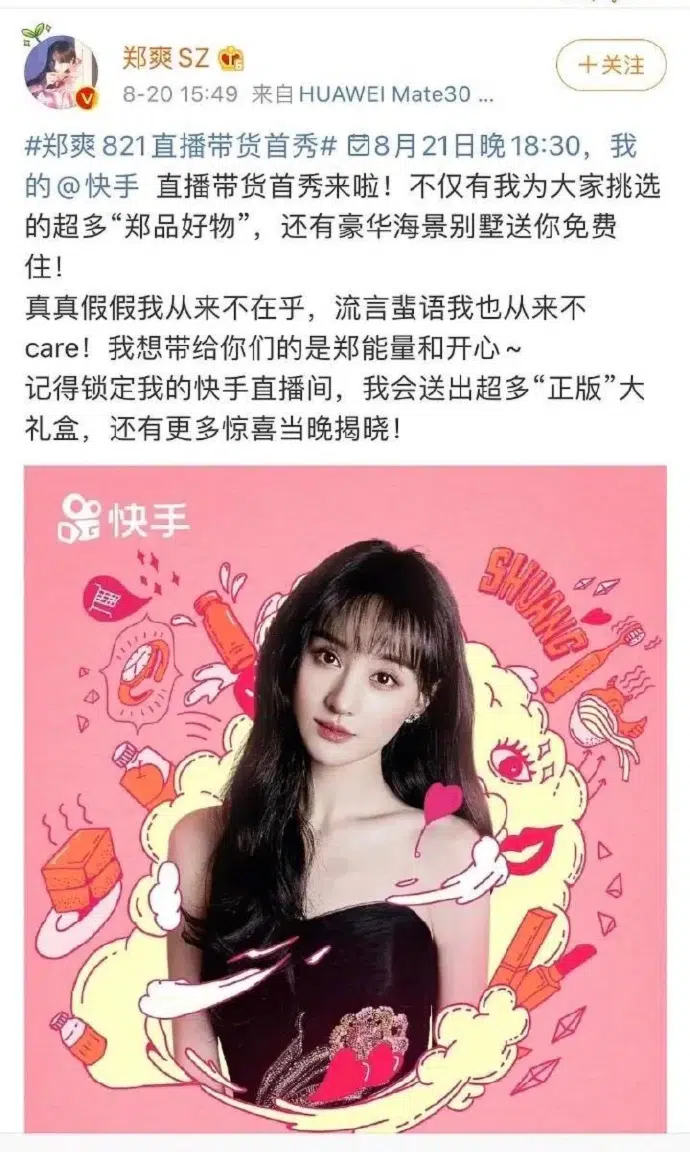 郑爽SZ
+关注
8-20 15:49 来自 HUAWEI Mate30 ...
#郑爽821直播带货首秀# 8月21日晚18:30，我
的@快手 直播带货首秀来啦！不仅有我为大家挑选
的超多“郑品好物”，还有豪华海景别墅送你免费
住！
真真假假我从来不在乎，流言蜚语我也从来不
care！我想带给你们的是郑能量和开心~
记得锁定我的快手直播间，我会送出超多“正版”大
礼盒，还有更多惊喜当晚揭晓！
快手
SHUANG